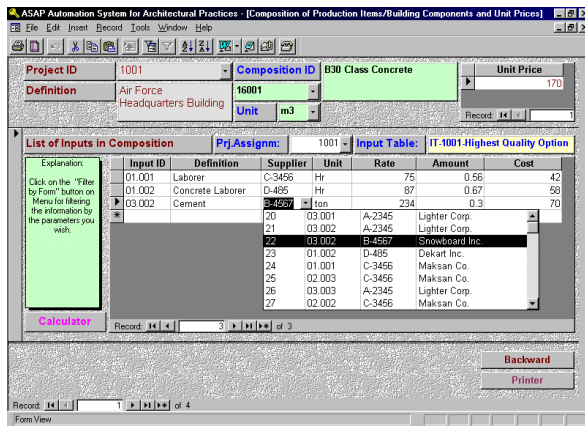 ASAP Automation System for Architectural Practices - [Composition of Production Items/Building Components and Unit Prices]
File Edit Insert Record Tools Window Help
Project ID 1001 Composition ID B30 Class Concrete Unit Price
Definition Air Force Headquarters Building 16001 170
Unit m3
Record:
List of Inputs in Composition Prj.Assignm: 1001 Input Table: IT-1001-Highest Quality Option
Explanation:
Click on the "Filter
by Form" button on
Menu for filtering
the information by
the parameters you
wish.
Input ID Definition Supplier Unit Rate Amount Cost
01.001 Laborer C-3456 Hr 75 0.56 42
01.002 Concrete Laborer D-485 Hr 87 0.67 58
03.002 Cement B-4567 ton 234 0.3 70
20 03.001 A-2345 Lighter Corp.
21 03.002 A-2345 Lighter Corp.
22 03.002 B-4567 Snowboard Inc.
23 01.002 D-485 Dekart Inc.
24 01.001 C-3456 Maksan Co.
25 02.003 C-3456 Maksan Co.
26 03.003 A-2345 Lighter Corp.
27 02.002 C-3456 Maksan Co.
Calculator
Record: 3 of 3
Backward
Printer
Record: 1 of 4
Form View